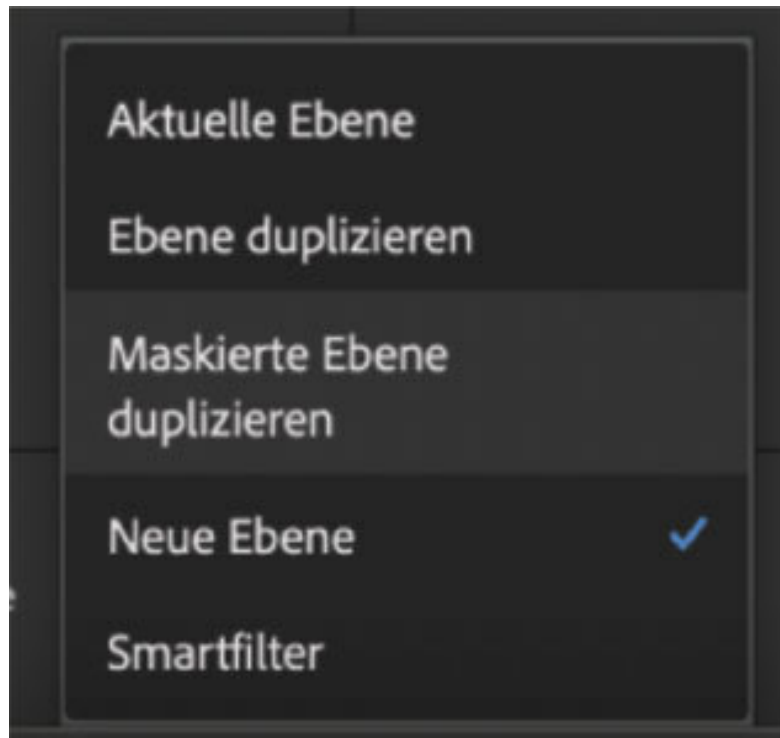 Aktuelle Ebene
Ebene duplizieren
Maskierte Ebene
duplizieren
Neue Ebene
Smartfilter